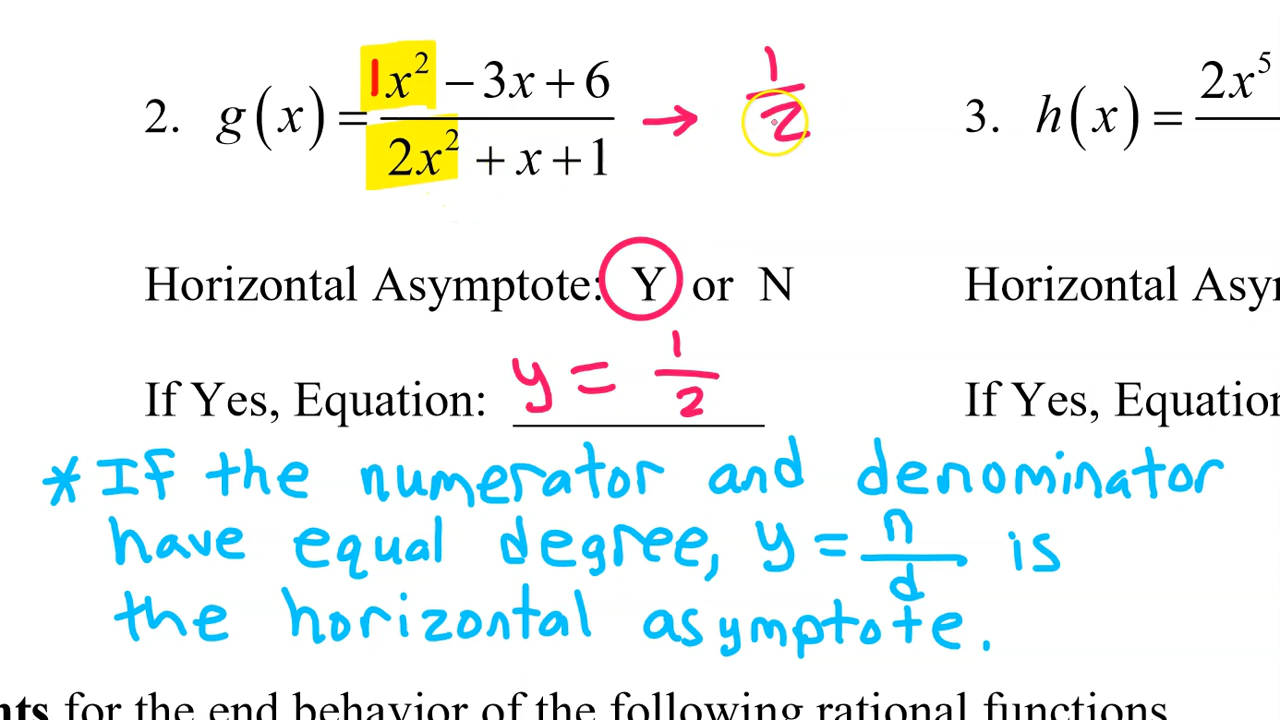 2. g(x) = (1x² − 3x + 6)/(2x² + x + 1) → 1/2
3. h(x) = 2x⁵
Horizontal Asymptote: Y or N
Horizontal Asy
If Yes, Equation: y = 1/2
If Yes, Equation
* If the numerator and denominator
have equal degree, y = n/d is
the horizontal asymptote.
nts for the end behavior of the following rational functions